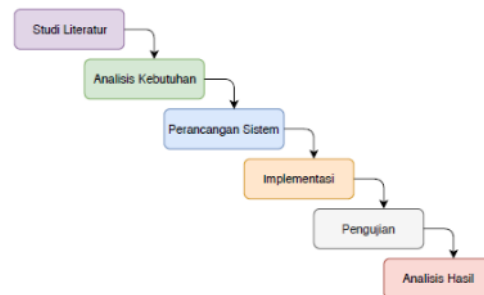 Studi Literatur
Analisis Kebutuhan
Perancangan Sistem
Implementasi
Pengujian
Analisis Hasil